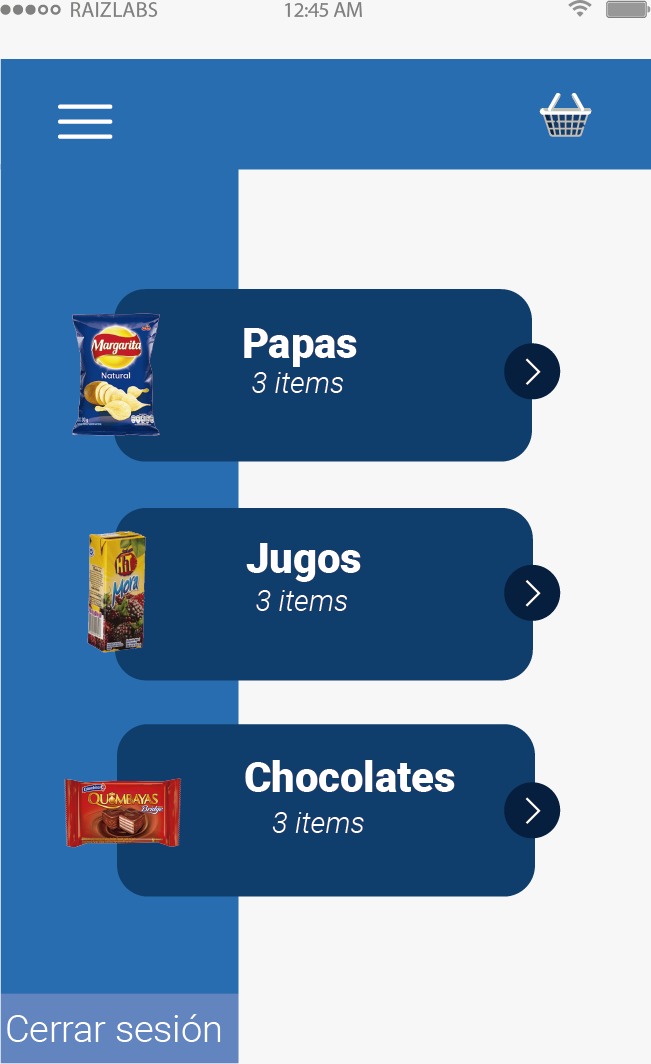 RAIZLABS 12:45 AM
Margarita
Natural
Papas
3 items
Hit
Mora
Jugos
3 items
QUIMBAYAS
Bridge
Chocolates
3 items
Cerrar sesión